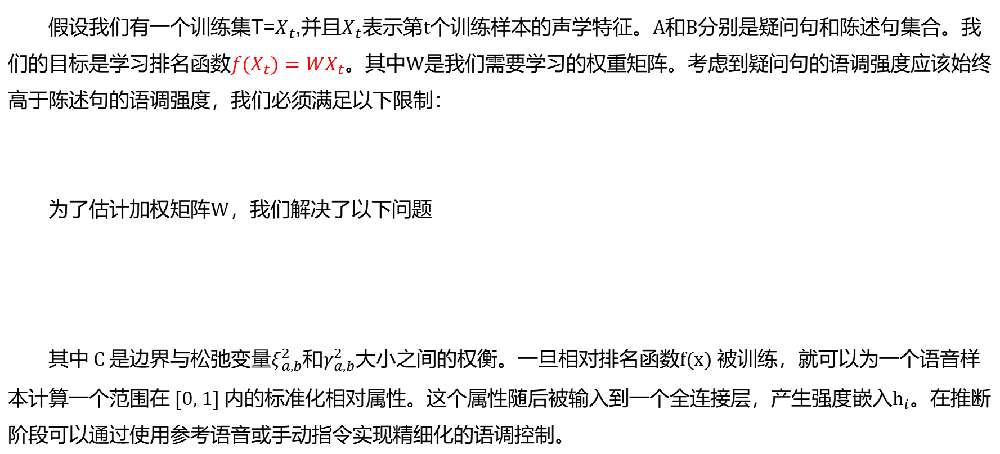 假设我们有一个训练集T=𝑋ₜ,并且𝑋ₜ表示第t个训练样本的声学特征。A和B分别是疑问句和陈述句集合。我
们的目标是学习排名函数𝑓(𝑋ₜ) = 𝑊𝑋ₜ。其中W是我们需要学习的权重矩阵。考虑到疑问句的语调强度应该始终
高于陈述句的语调强度，我们必须满足以下限制：
为了估计加权矩阵W，我们解决了以下问题
其中 C 是边界与松弛变量ξ²_{a,b}和γ²_{a,b}大小之间的权衡。一旦相对排名函数f(x) 被训练，就可以为一个语音样
本计算一个范围在 [0, 1] 内的标准化相对属性。这个属性随后被输入到一个全连接层，产生强度嵌入hᵢ。在推断
阶段可以通过使用参考语音或手动指令实现精细化的语调控制。